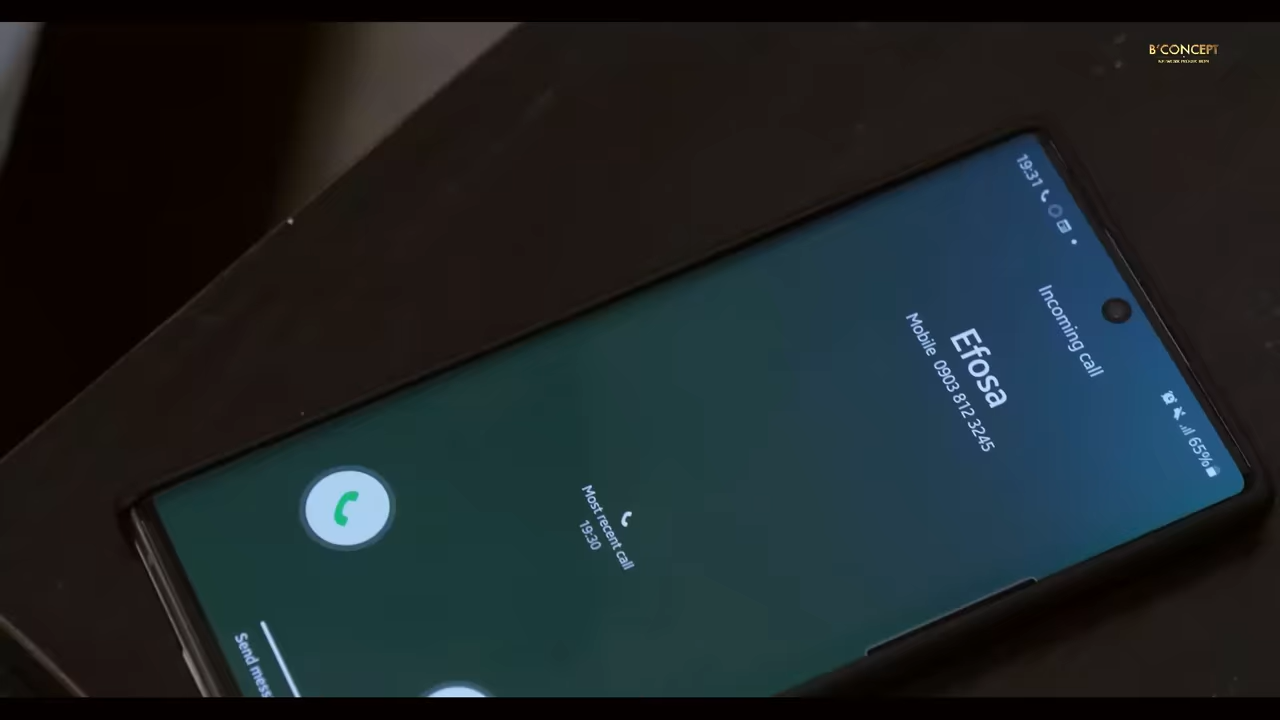 B'CONCEPT
19:31
65%
Incoming call
Efosa
Mobile 0903 812 3245
Most recent call
19:30
Send mess